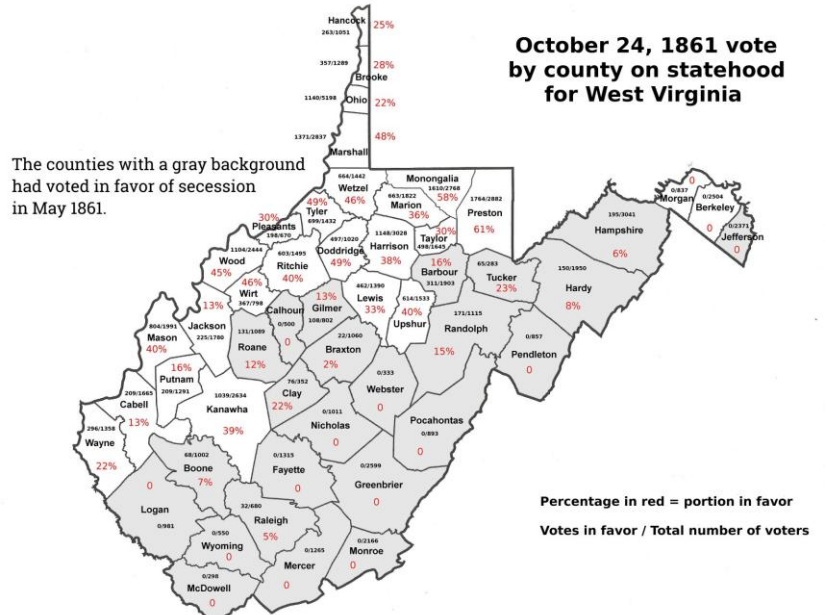 October 24, 1861 vote
by county on statehood
for West Virginia
The counties with a gray background
had voted in favor of secession
in May 1861.
Hancock
25%
263/1051
357/1289
28%
Brooke
1140/5198
Ohio
22%
1371/2837
48%
Marshall
664/1442
Wetzel
46%
Monongalia
1610/2768
58%
663/1822
Marion
36%
1764/2882
Preston
61%
49%
Tyler
699/1432
30%
Pleasants
198/670
497/1020
Doddridge
49%
1148/3028
Harrison
38%
30%
Taylor
498/1645
1104/2444
Wood
45%
603/1495
Ritchie
40%
46%
Wirt
367/798
16%
Barbour
311/1903
65/283
Tucker
23%
0
0/837
Morgan
0/2504
Berkeley
0
0/2371
Jefferson
0
195/3041
Hampshire
6%
150/1950
Hardy
8%
462/1390
Lewis
33%
614/1533
40%
Upshur
171/1115
Randolph
15%
0/857
Pendleton
0
13%
Jackson
225/1790
Calhoun
0/500
0
13%
Gilmer
108/802
131/1089
Roane
12%
22/1060
Braxton
2%
804/1991
Mason
40%
16%
Putnam
209/1291
209/1665
Cabell
13%
1039/2634
Kanawha
39%
76/352
Clay
22%
0/333
Webster
0
0/1011
Nicholas
0
Pocahontas
0/893
0
296/1358
Wayne
22%
68/1002
Boone
7%
0/1315
Fayette
0
0/2599
Greenbrier
0
0
Logan
0/981
32/680
Raleigh
5%
0/550
Wyoming
0
0/1265
Mercer
0
0/2166
Monroe
0
0/298
McDowell
0
Percentage in red = portion in favor
Votes in favor / Total number of voters